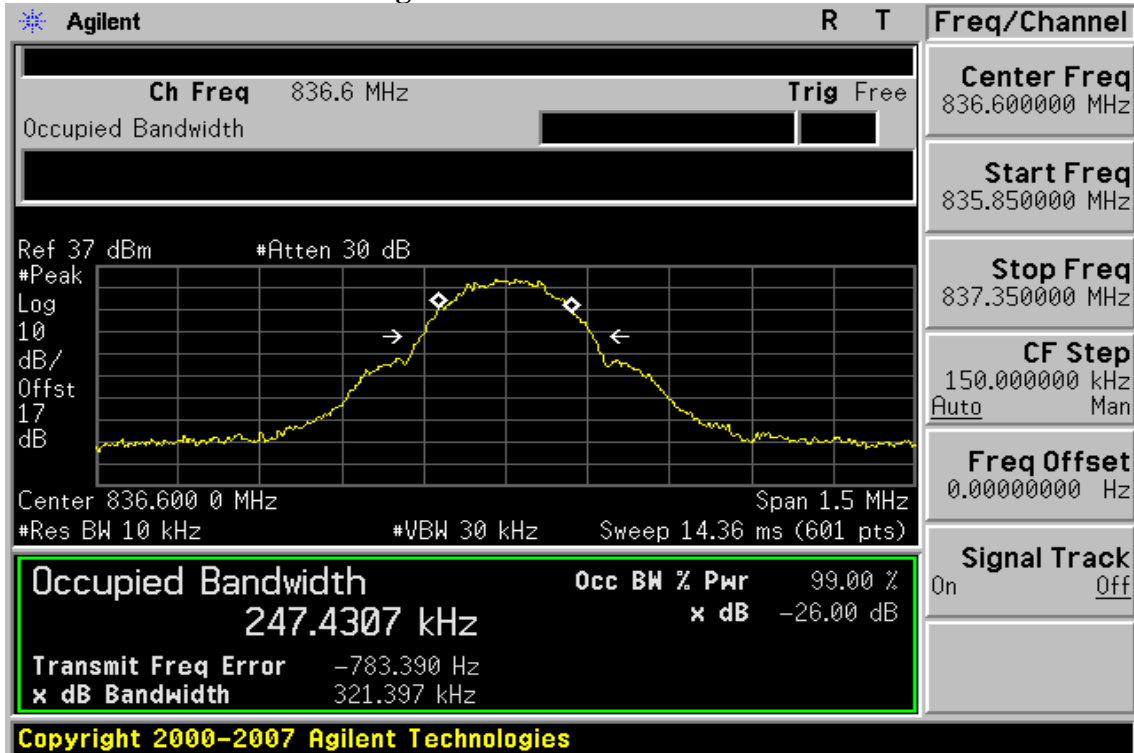 Agilent R T Freq/Channel
Ch Freq 836.6 MHz Trig Free
Occupied Bandwidth
Center Freq
836.600000 MHz
Start Freq
835.850000 MHz
Stop Freq
837.350000 MHz
CF Step
150.000000 kHz
Auto Man
Freq Offset
0.00000000 Hz
Signal Track
On Off
Ref 37 dBm #Atten 30 dB
#Peak
Log
10
dB/
Offst
17
dB
Center 836.600 0 MHz Span 1.5 MHz
#Res BW 10 kHz #VBW 30 kHz Sweep 14.36 ms (601 pts)
Occupied Bandwidth Occ BW % Pwr 99.00 %
247.4307 kHz x dB -26.00 dB
Transmit Freq Error -783.390 Hz
x dB Bandwidth 321.397 kHz
Copyright 2000-2007 Agilent Technologies